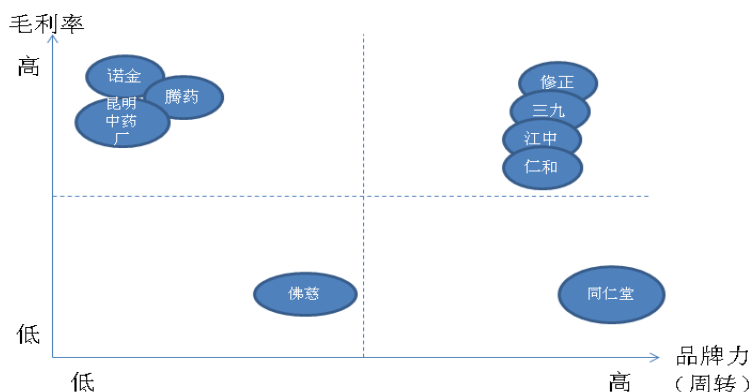 毛利率
高
诺金
腾药
昆明
中药
厂
修正
三九
江中
仁和
佛慈
同仁堂
低
低
高
品牌力
（周转）